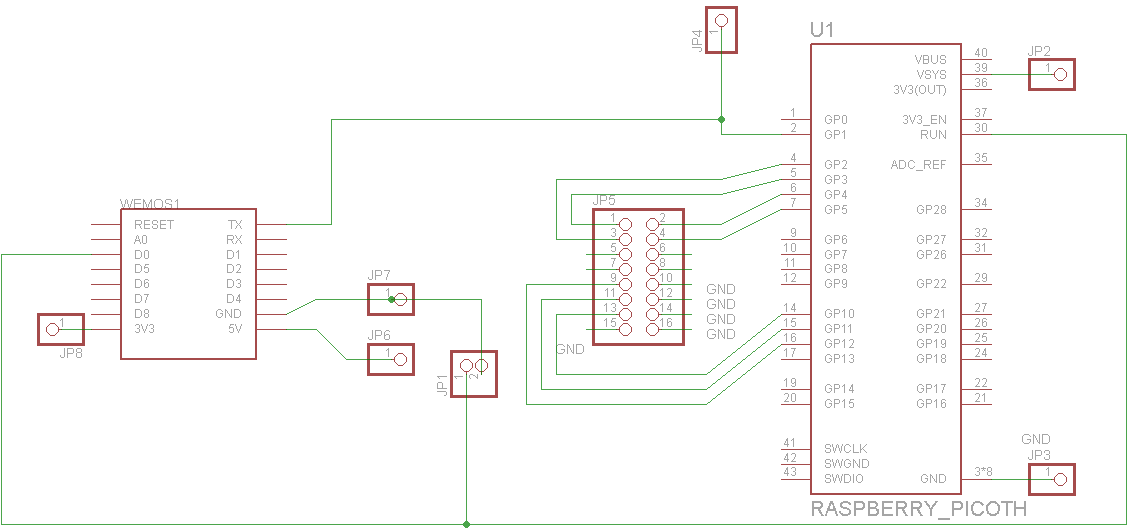 JP4
1
U1
JP2
1
VBUS 40
VSYS 39
3V3(OUT) 36
1 GP0
3V3_EN 37
2 GP1
RUN 30
4 GP2
ADC_REF 35
5 GP3
6 GP4
7 GP5
GP28 34
9 GP6
GP27 32
10 GP7
GP26 31
11 GP8
12 GP9
GP22 29
14 GP10
GP21 27
15 GP11
GP20 26
16 GP12
GP19 25
17 GP13
GP18 24
19 GP14
GP17 22
20 GP15
GP16 21
41 SWCLK
42 SWGND
43 SWDIO
GND 3*8
GND
JP3
1
RASPBERRY_PICOTH
JP5
1 2
3 4
5 6
7 8
9 10
11 12
13 14
15 16
GND
GND
GND
GND
GND
WEMOS1
RESET TX
A0 RX
D0 D1
D5 D2
D6 D3
D7 D4
D8 GND
3V3 5V
1
JP8
JP7
1
JP6
1
JP1
1 2